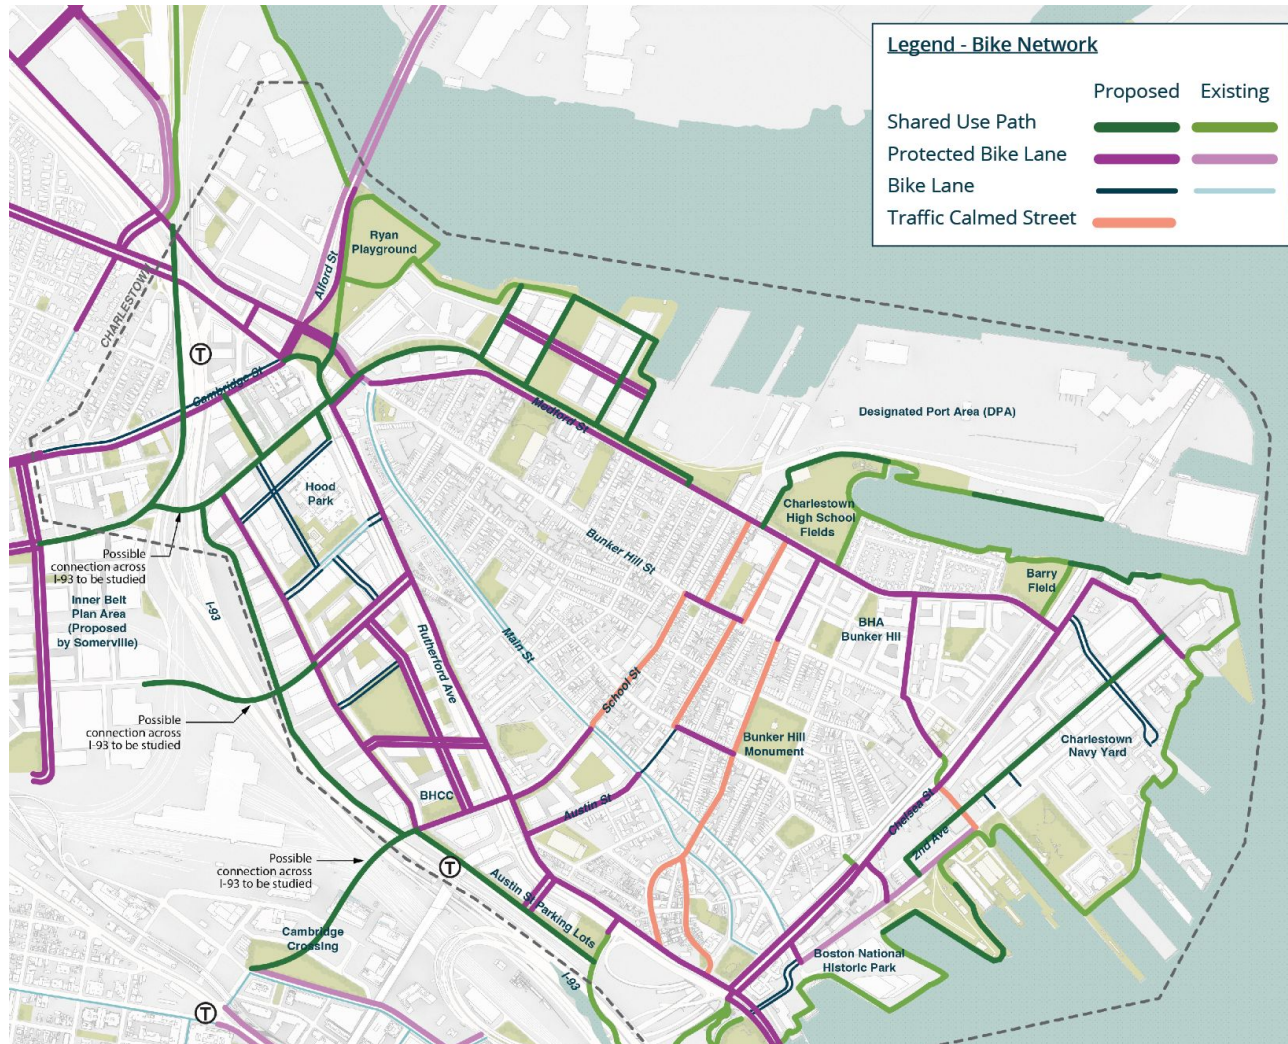 Legend - Bike Network
Proposed Existing
Shared Use Path
Protected Bike Lane
Bike Lane
Traffic Calmed Street
Ryan
Playground
Alford St
CHARLESTOWN
T
Cambridge St
Medford St
Designated Port Area (DPA)
Hood
Park
Charlestown
High School
Fields
Bunker Hill St
Possible
connection across
I-93 to be studied
Barry
Field
Inner Belt
Plan Area
(Proposed
by Somerville)
I-93
BHA
Bunker Hill
Main St
Rutherford Ave
School St
Possible
connection across
I-93 to be studied
Bunker Hill
Monument
Charlestown
Navy Yard
BHCC
Austin St
Chelsea St
2nd Ave
Possible
connection across
I-93 to be studied
T
Austin St Parking Lots
Cambridge
Crossing
Boston National
Historic Park
I-93
T